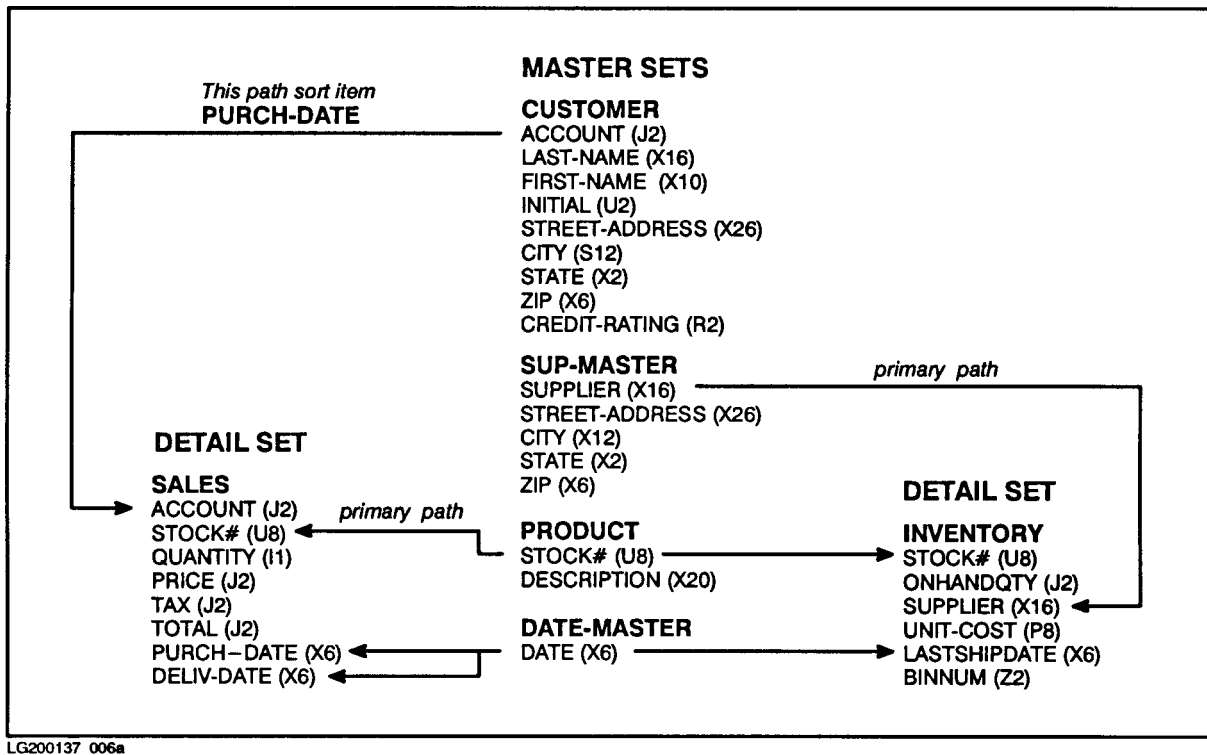 MASTER SETS
This path sort item
PURCH-DATE
CUSTOMER
ACCOUNT (J2)
LAST-NAME (X16)
FIRST-NAME (X10)
INITIAL (U2)
STREET-ADDRESS (X26)
CITY (S12)
STATE (X2)
ZIP (X6)
CREDIT-RATING (R2)
SUP-MASTER
SUPPLIER (X16)
STREET-ADDRESS (X26)
CITY (X12)
STATE (X2)
ZIP (X6)
primary path
DETAIL SET
SALES
ACCOUNT (J2)
STOCK# (U8)
QUANTITY (I1)
PRICE (J2)
TAX (J2)
TOTAL (J2)
PURCH-DATE (X6)
DELIV-DATE (X6)
primary path
PRODUCT
STOCK# (U8)
DESCRIPTION (X20)
DATE-MASTER
DATE (X6)
DETAIL SET
INVENTORY
STOCK# (U8)
ONHANDQTY (J2)
SUPPLIER (X16)
UNIT-COST (P8)
LASTSHIPDATE (X6)
BINNUM (Z2)
LG200137_006a